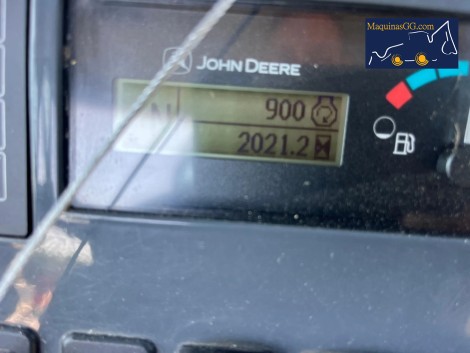 MaquinasGG.com
JOHN DEERE
N 900
2021.2